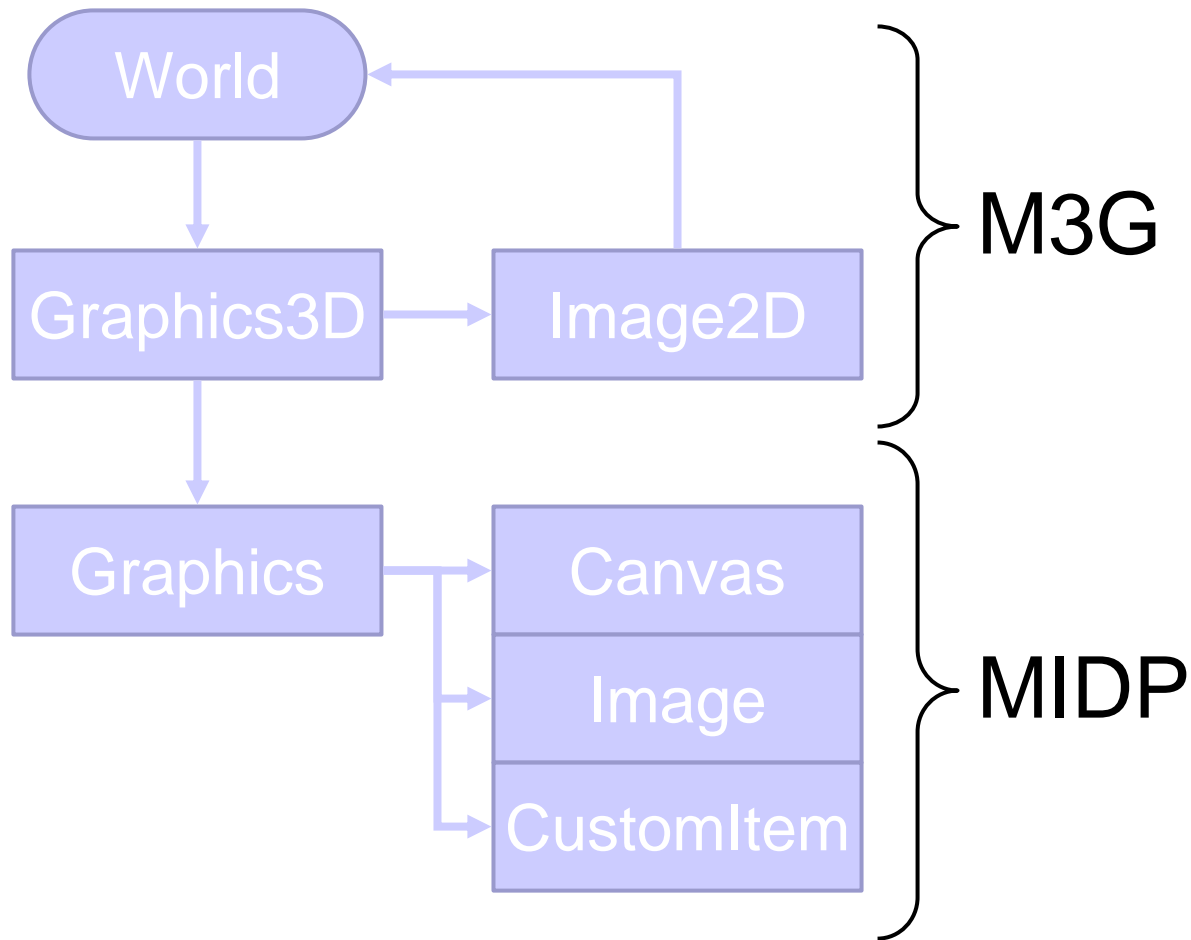 World
M3G
Graphics3D
Image2D
Graphics
Canvas
Image
MIDP
CustomItem